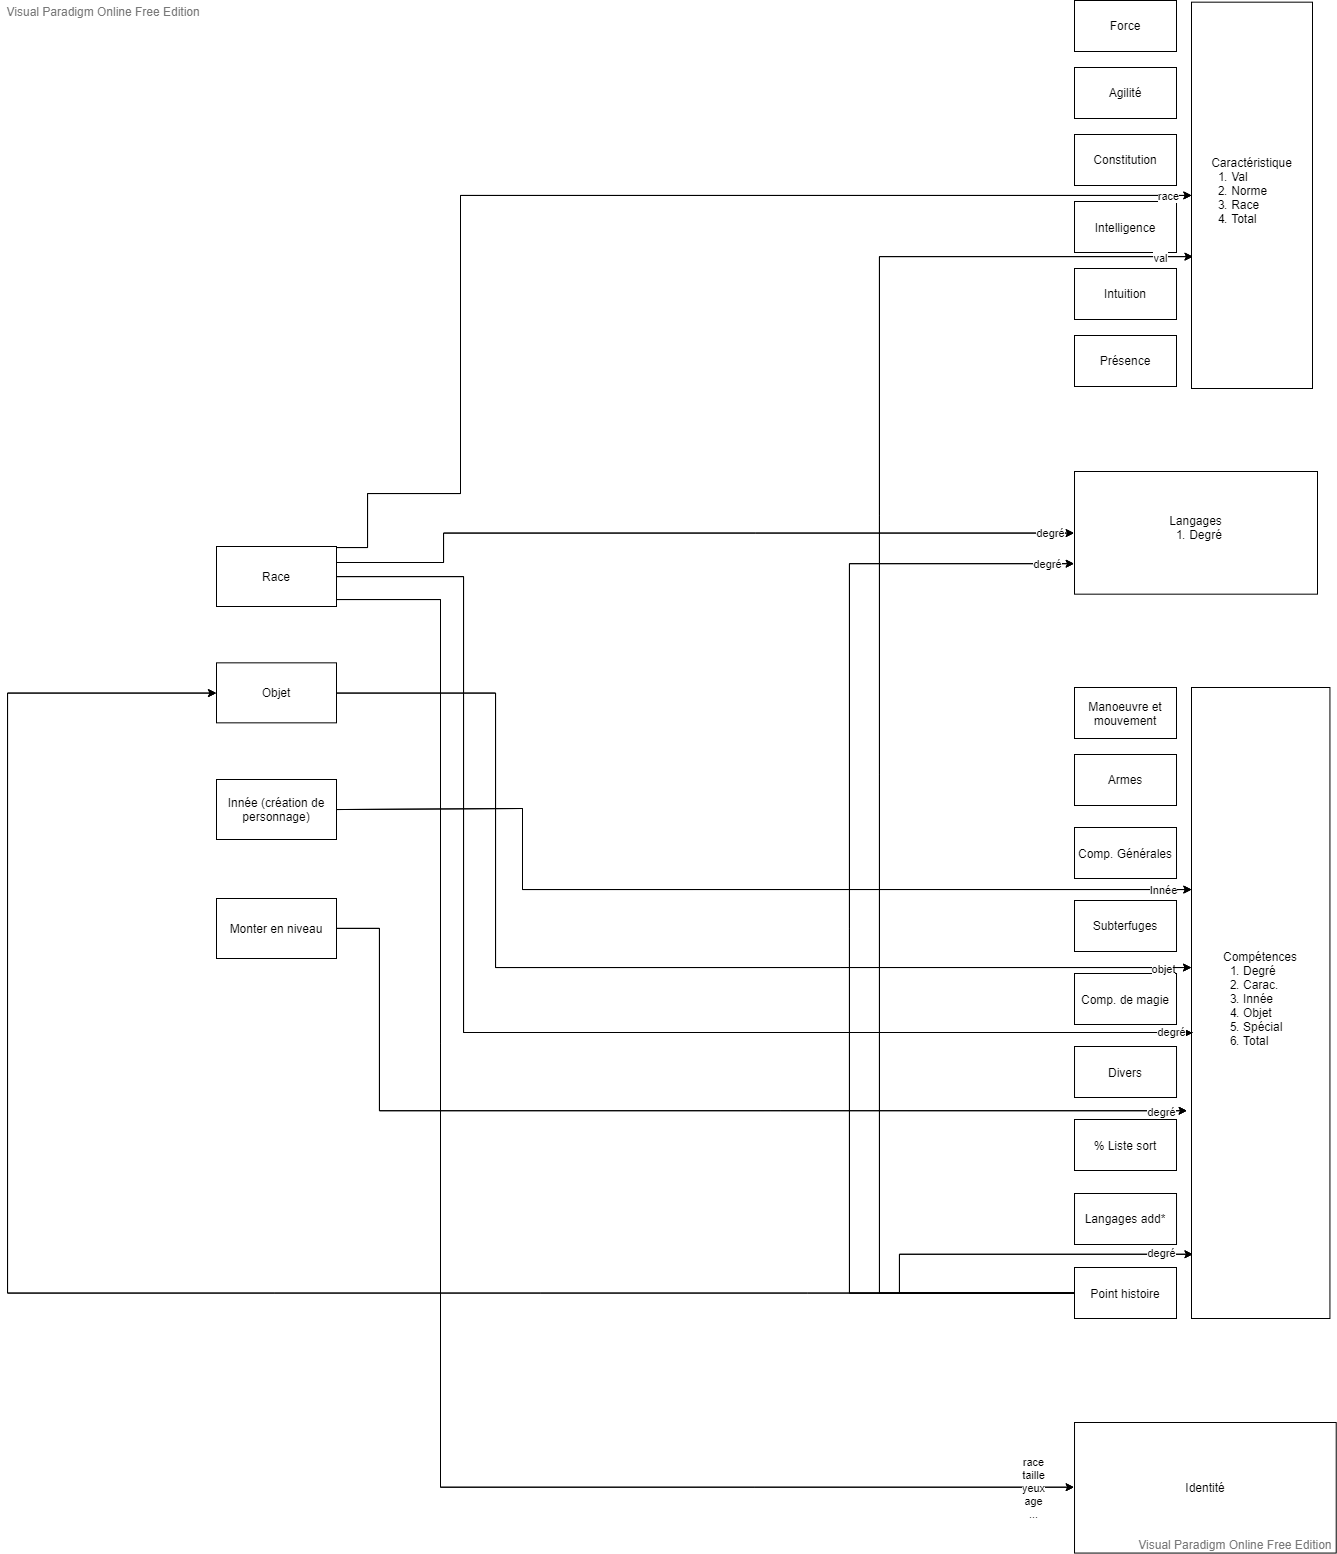 Visual Paradigm Online Free Edition
Force
Agilité
Constitution
race
Intelligence
val
Intuition
Présence
Caractéristique
1. Val
2. Norme
3. Race
4. Total
degré
degré
Langages
1. Degré
Race
Objet
Innée (création de
personnage)
Monter en niveau
Manoeuvre et
mouvement
Armes
Comp. Générales
Innée
Subterfuges
objet
Comp. de magie
degré
Divers
degré
% Liste sort
Langages add*
degré
Point histoire
Compétences
1. Degré
2. Carac.
3. Innée
4. Objet
5. Spécial
6. Total
race
taille
yeux
age
...
Identité
Visual Paradigm Online Free Edition